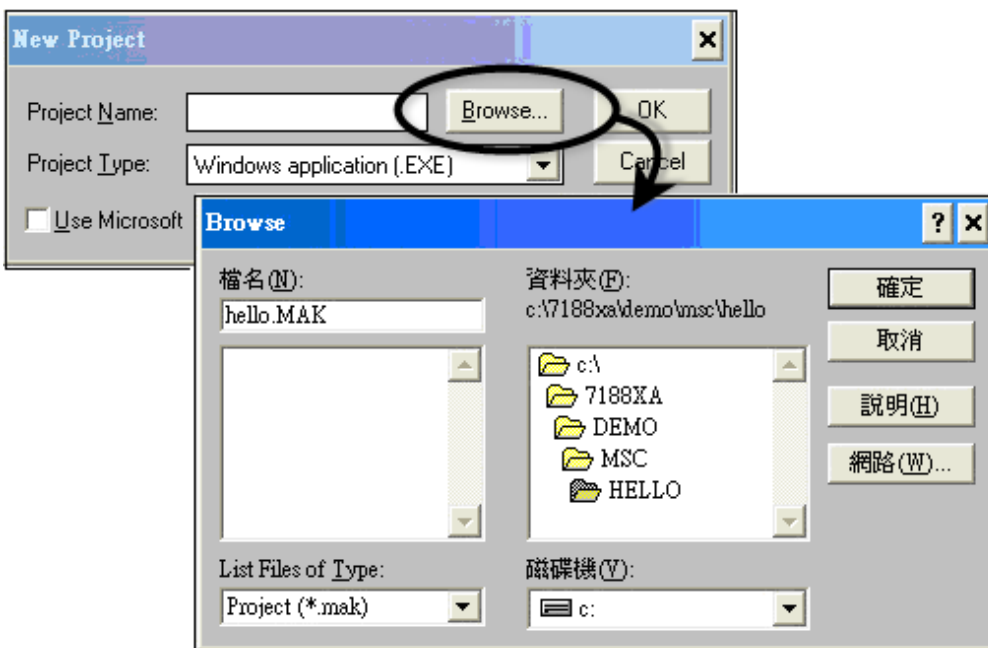 New Project
Project Name:
Browse...
OK
Project Type:
Windows application (.EXE)
Cancel
Use Microsoft
Browse
檔名(N):
hello.MAK
資料夾(F):
c:\7188xa\demo\msc\hello
c:\
7188XA
DEMO
MSC
HELLO
確定
取消
說明(H)
網路(W)...
List Files of Type:
Project (*.mak)
磁碟機(V):
c: